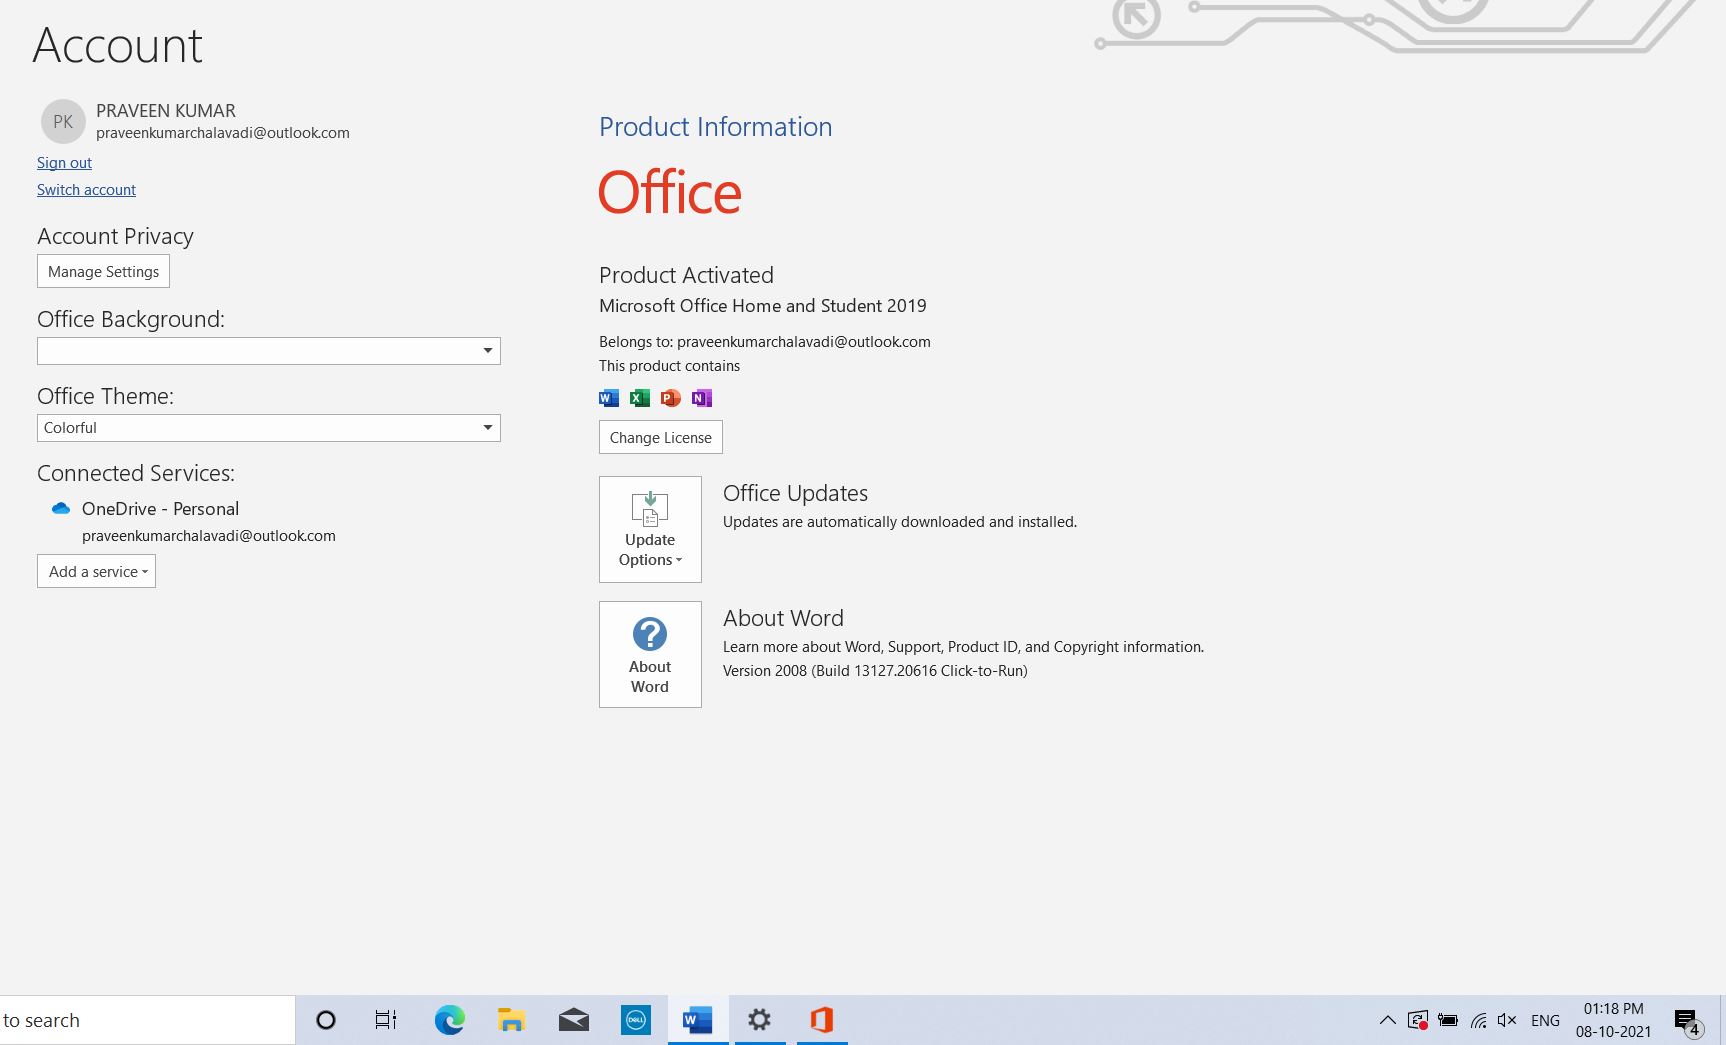 Account
PK
PRAVEEN KUMAR
praveenkumarchalavadi@outlook.com
Sign out
Switch account
Account Privacy
Manage Settings
Office Background:
Office Theme:
Colorful
Connected Services:
OneDrive - Personal
praveenkumarchalavadi@outlook.com
Add a service
Product Information
Office
Product Activated
Microsoft Office Home and Student 2019
Belongs to: praveenkumarchalavadi@outlook.com
This product contains
W X P N
Change License
Update
Options
Office Updates
Updates are automatically downloaded and installed.
?
About
Word
About Word
Learn more about Word, Support, Product ID, and Copyright information.
Version 2008 (Build 13127.20616 Click-to-Run)
to search
DELL
W
ENG
01:18 PM
08-10-2021
4